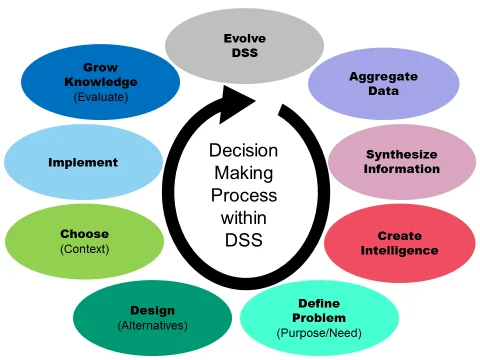 Evolve
DSS
Aggregate
Data
Synthesize
Information
Create
Intelligence
Define
Problem
(Purpose/Need)
Design
(Alternatives)
Choose
(Context)
Implement
Grow
Knowledge
(Evaluate)
Decision
Making
Process
within
DSS